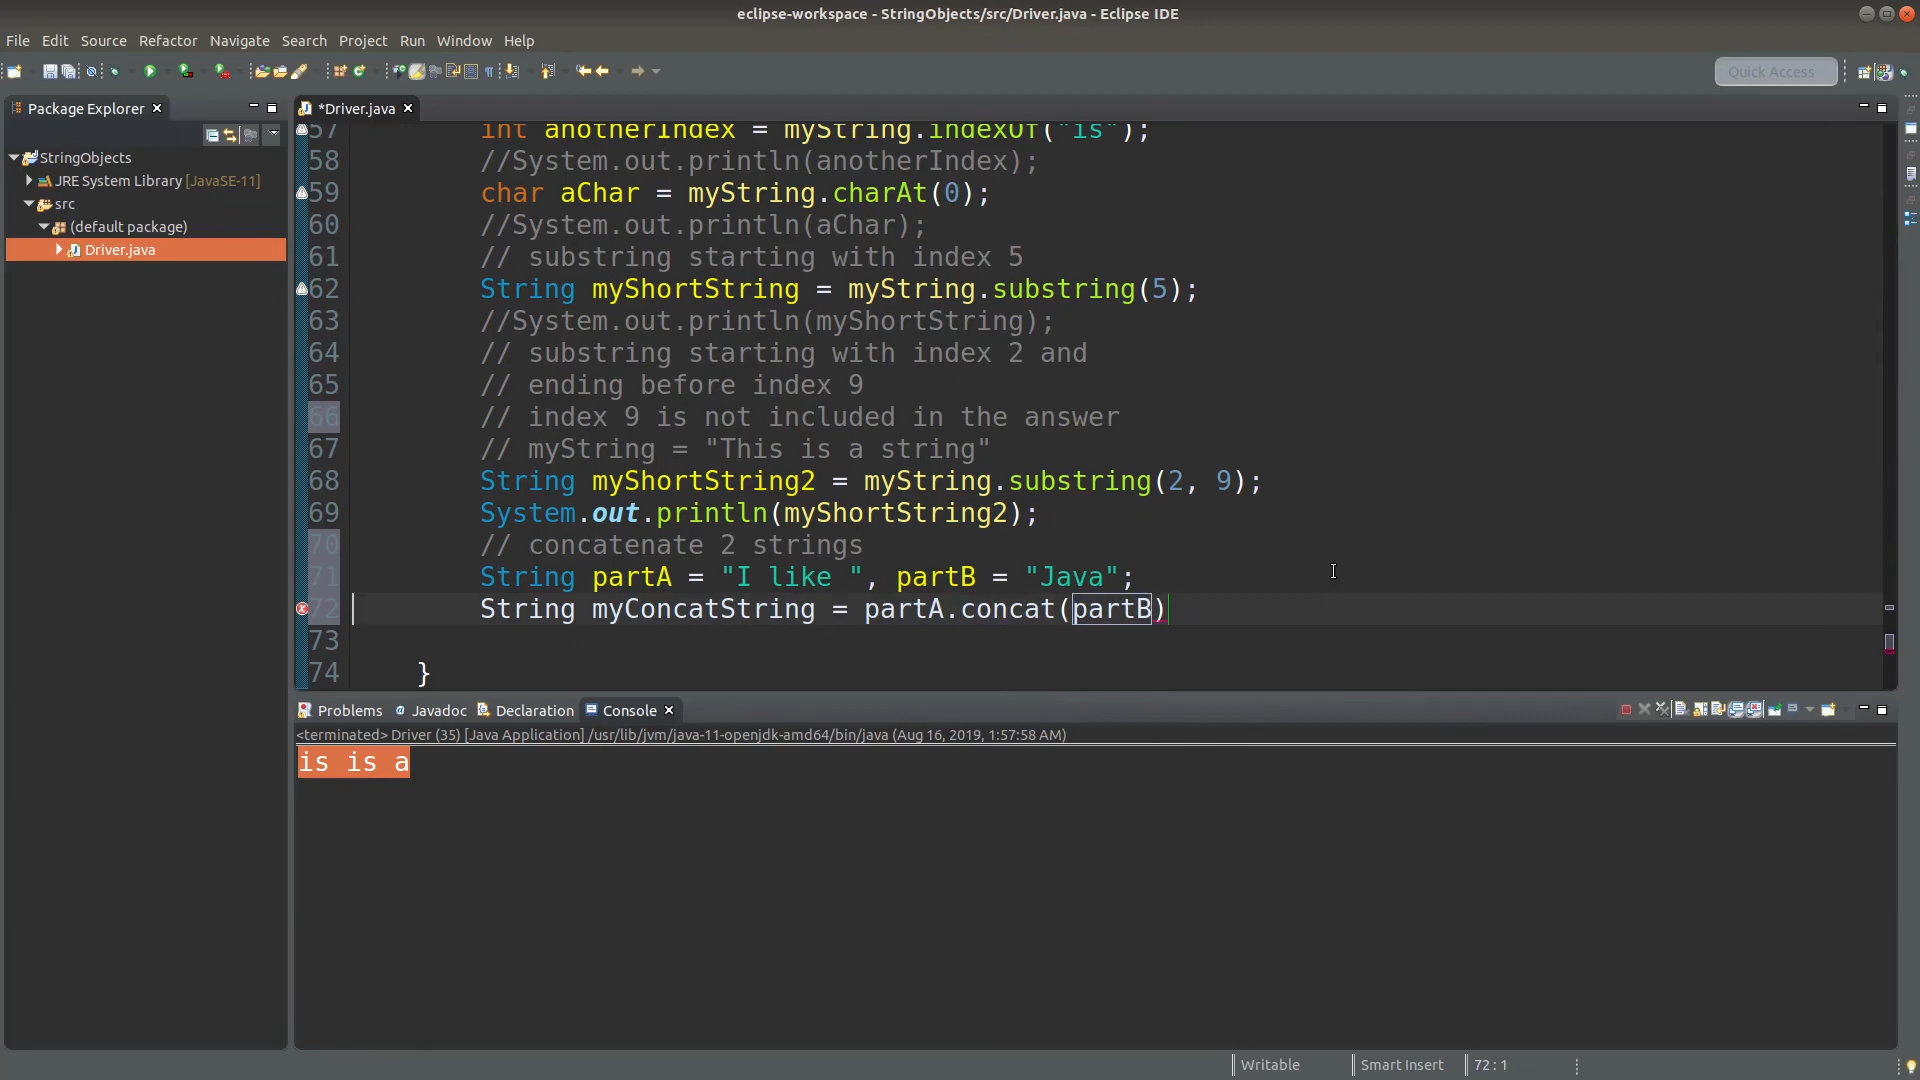 eclipse-workspace - StringObjects/src/Driver.java - Eclipse IDE
File Edit Source Refactor Navigate Search Project Run Window Help
Quick Access
Package Explorer
StringObjects
JRE System Library [JavaSE-11]
src
(default package)
Driver.java
*Driver.java
57 int anotherIndex = myString.indexOf("is");
58 //System.out.println(anotherIndex);
59 char aChar = myString.charAt(0);
60 //System.out.println(aChar);
61 // substring starting with index 5
62 String myShortString = myString.substring(5);
63 //System.out.println(myShortString);
64 // substring starting with index 2 and
65 // ending before index 9
66 // index 9 is not included in the answer
67 // myString = "This is a string"
68 String myShortString2 = myString.substring(2, 9);
69 System.out.println(myShortString2);
70 // concatenate 2 strings
71 String partA = "I like ", partB = "Java";
72 String myConcatString = partA.concat(partB)
73
74 }
Problems Javadoc Declaration Console
<terminated> Driver (35) [Java Application] /usr/lib/jvm/java-11-openjdk-amd64/bin/java (Aug 16, 2019, 1:57:58 AM)
is is a
Writable Smart Insert 72 : 1